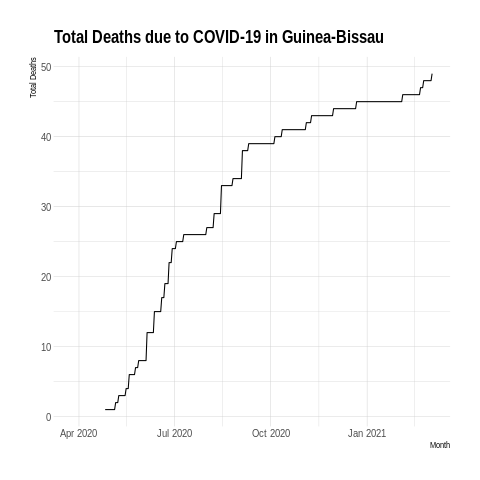 Total Deaths due to COVID-19 in Guinea-Bissau
Total Deaths
50
40
30
20
10
0
Apr 2020
Jul 2020
Oct 2020
Jan 2021
Month